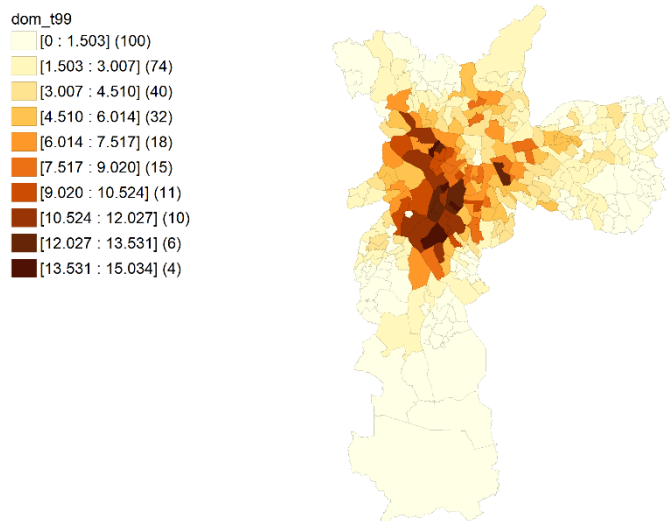 dom_t99
[0 : 1.503] (100)
[1.503 : 3.007] (74)
[3.007 : 4.510] (40)
[4.510 : 6.014] (32)
[6.014 : 7.517] (18)
[7.517 : 9.020] (15)
[9.020 : 10.524] (11)
[10.524 : 12.027] (10)
[12.027 : 13.531] (6)
[13.531 : 15.034] (4)